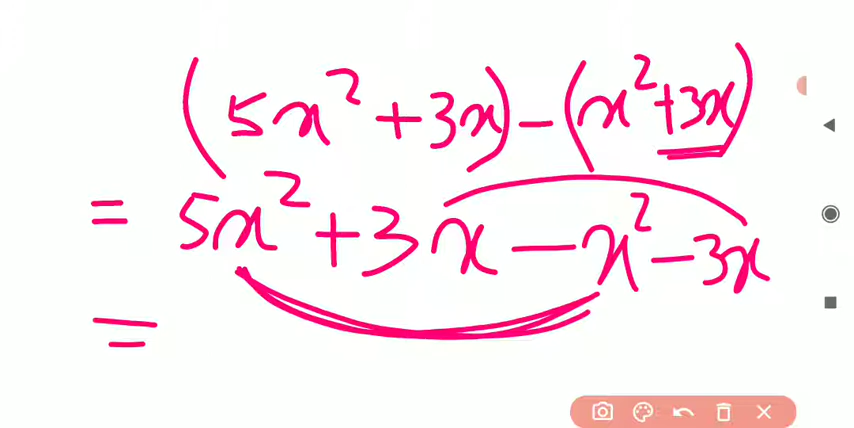 (5x² + 3x) − (x² + 3x)
= 5x² + 3x − x² − 3x
=